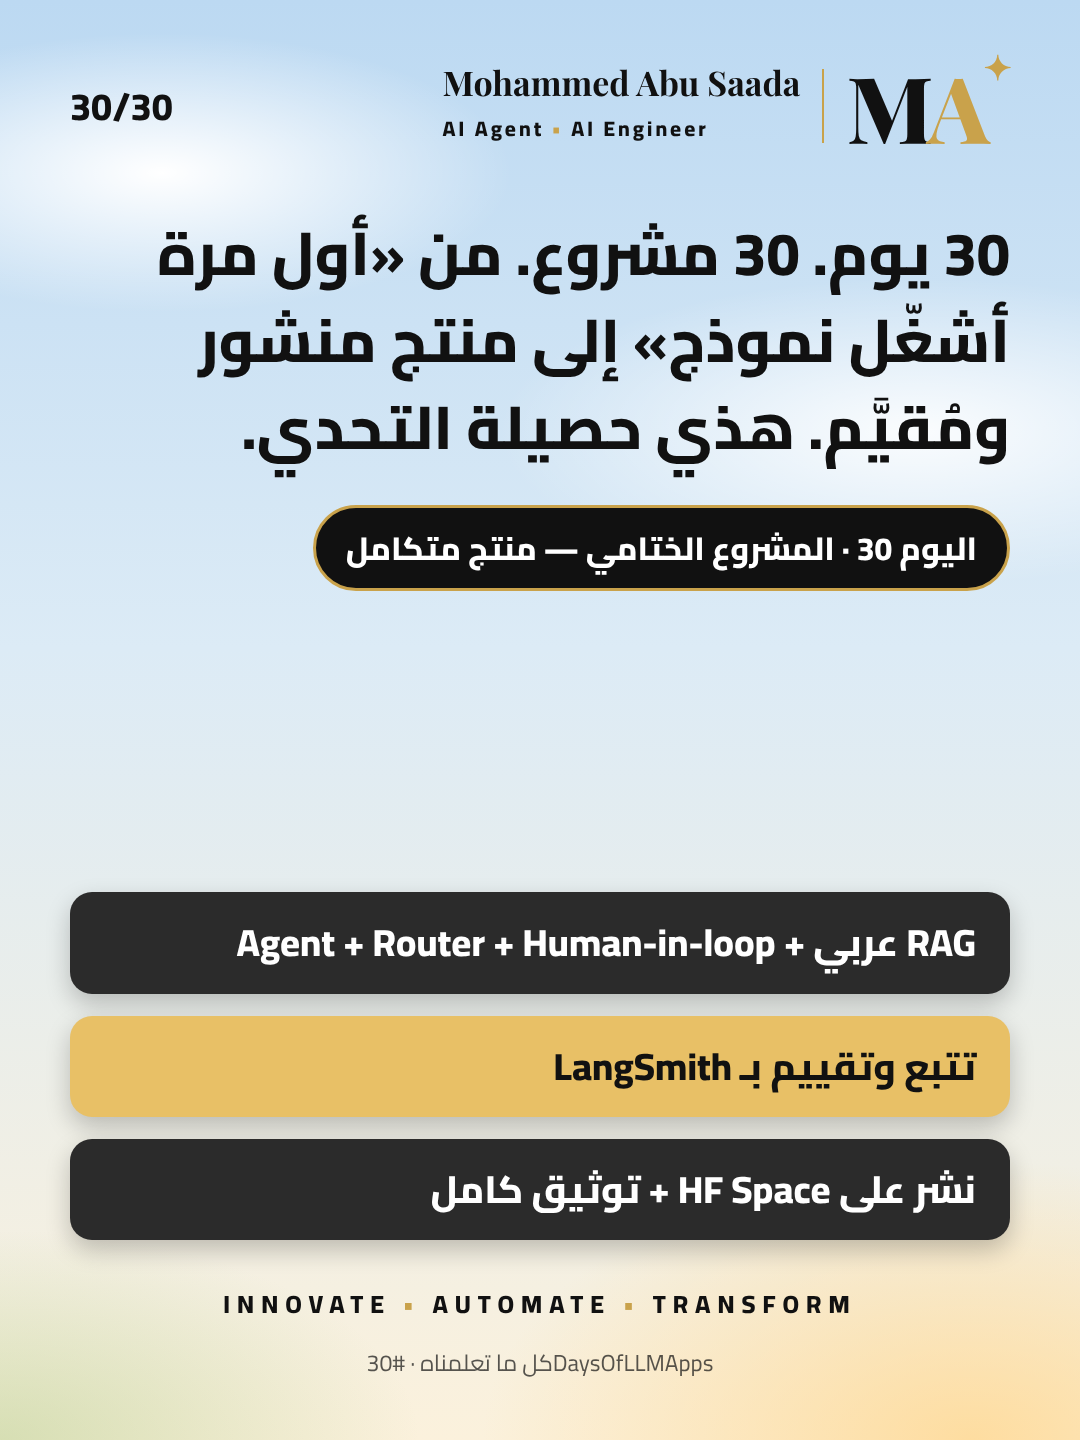 30/30
Mohammed Abu Saada
AI Agent ▪ AI Engineer
MA
30 يوم. 30 مشروع. من «أول مرة
أشغّل نموذج» إلى منتج منشور
ومُقيَّم. هذي حصيلة التحدي.
اليوم 30 · المشروع الختامي — منتج متكامل
RAG عربي + Agent + Router + Human-in-loop
تتبع وتقييم بـ LangSmith
نشر على HF Space + توثيق كامل
INNOVATE ▪ AUTOMATE ▪ TRANSFORM
DaysOfLLMAppsكل ما تعلمناه · #30